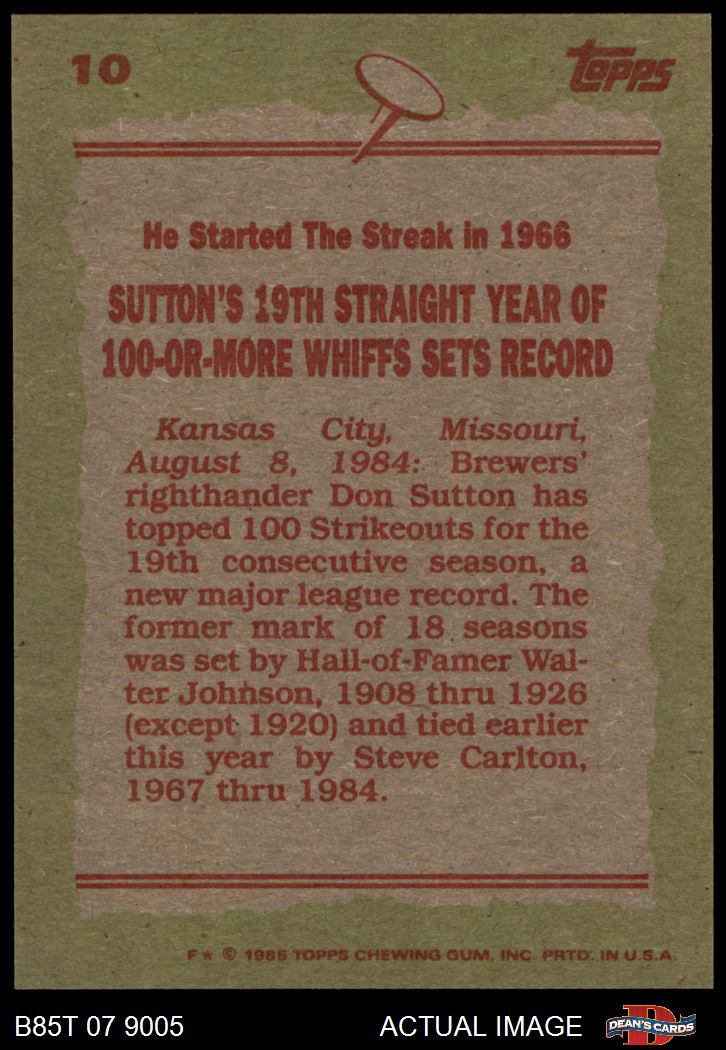 10
topps
He Started The Streak in 1966
SUTTON'S 19TH STRAIGHT YEAR OF
100-OR-MORE WHIFFS SETS RECORD
Kansas City, Missouri,
August 8, 1984: Brewers'
righthander Don Sutton has
topped 100 Strikeouts for the
19th consecutive season, a
new major league record. The
former mark of 18 seasons
was set by Hall-of-Famer Wal-
ter Johnson, 1908 thru 1926
(except 1920) and tied earlier
this year by Steve Carlton,
1967 thru 1984.
F★ © 1985 TOPPS CHEWING GUM, INC. PRTD. IN U.S.A.
B85T 07 9005 ACTUAL IMAGE D DEAN'S CARDS